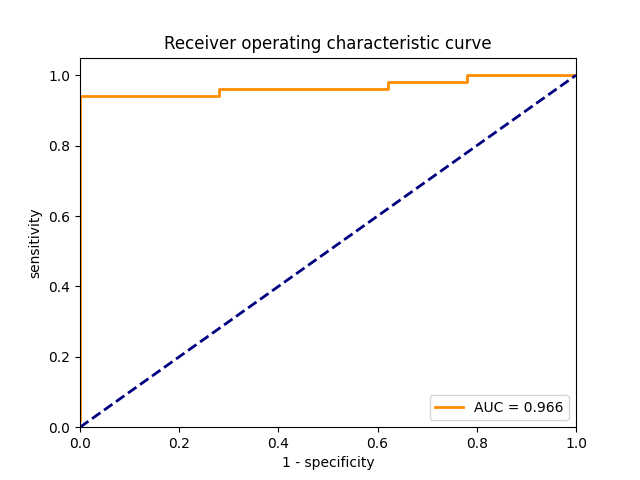 Receiver operating characteristic curve
1.0
0.8
0.6
0.4
0.2
0.0
sensitivity
0.0 0.2 0.4 0.6 0.8 1.0
1 - specificity
AUC = 0.966